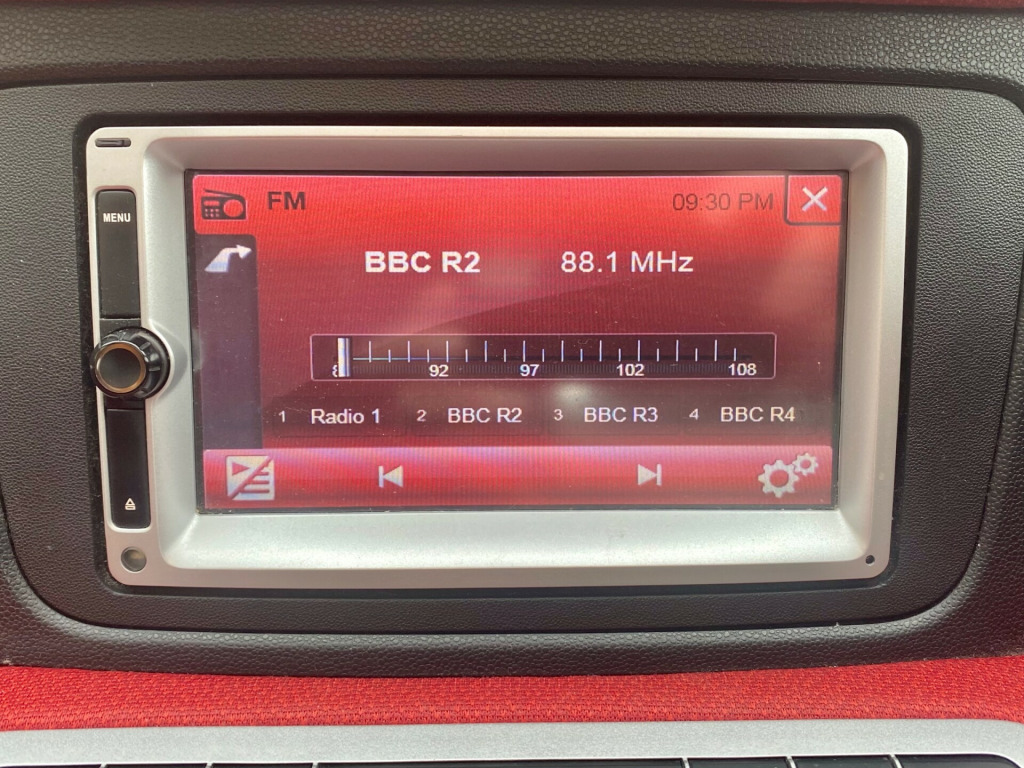 MENU
FM 09:30 PM
BBC R2 88.1 MHz
92 97 102 108
1 Radio 1 2 BBC R2 3 BBC R3 4 BBC R4